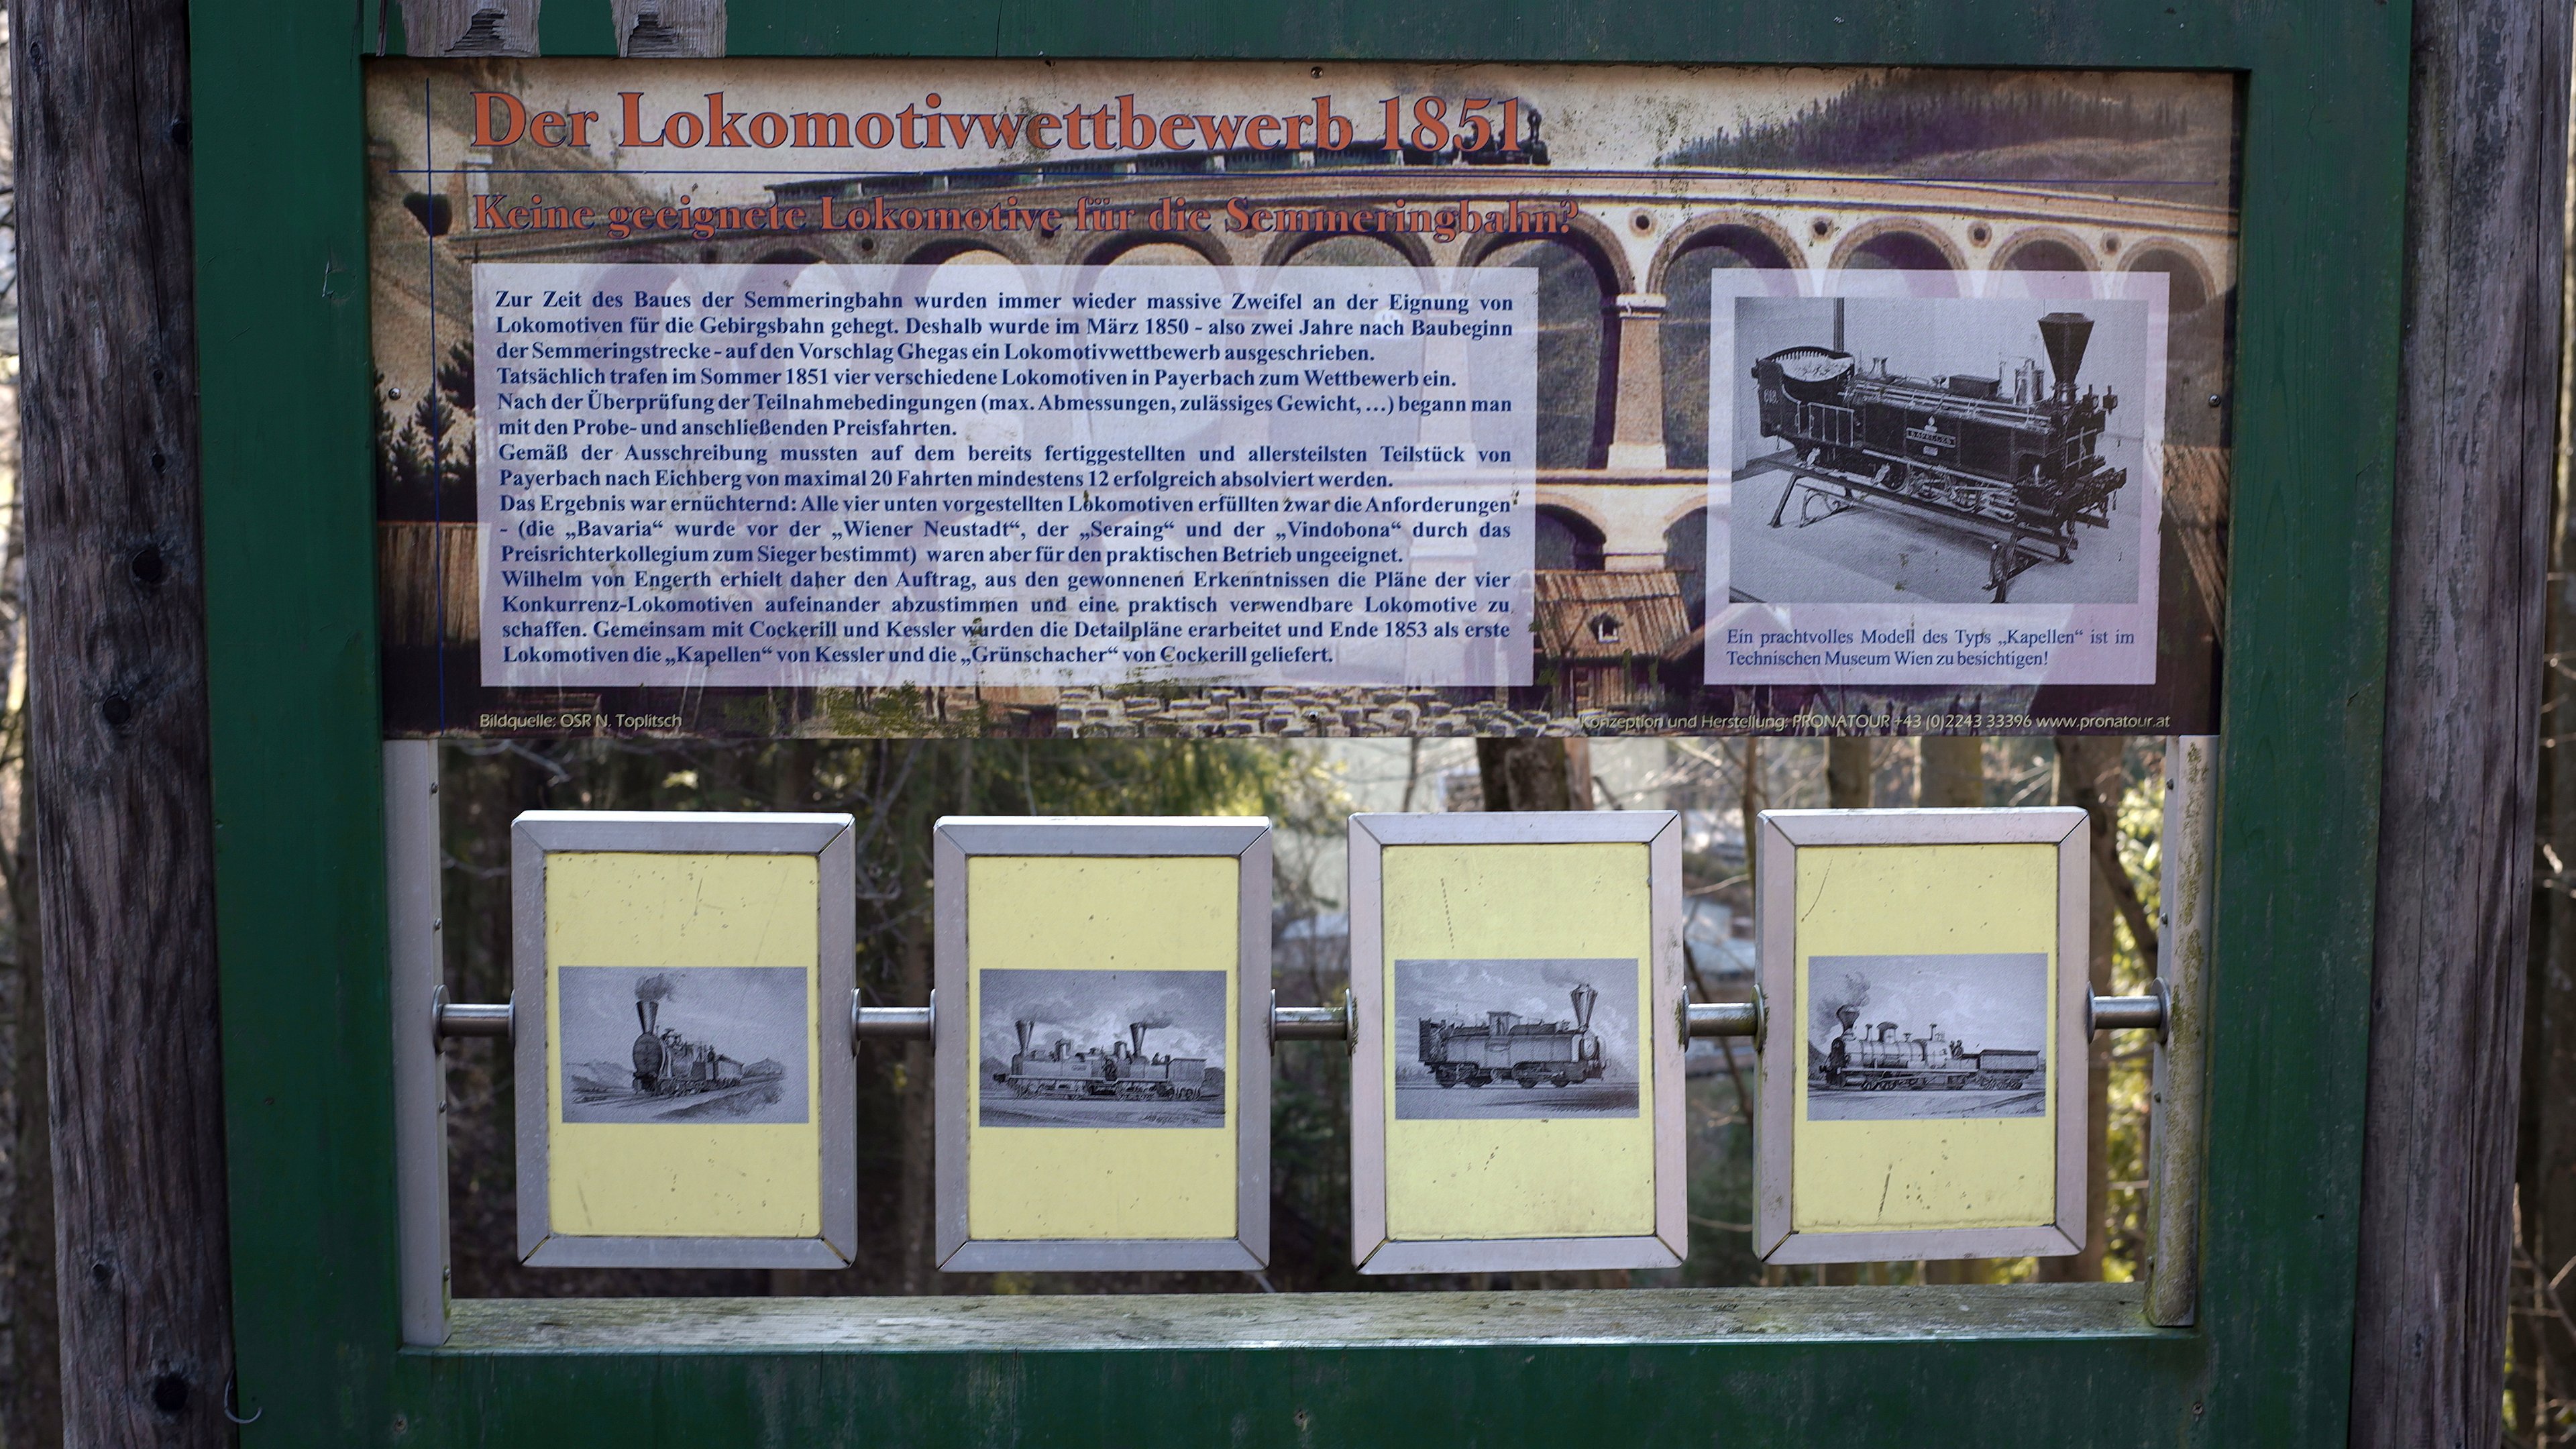 Der Lokomotivwettbewerb 1851
Keine geeignete Lokomotive für die Semmeringbahn?
Zur Zeit des Baues der Semmeringbahn wurden immer wieder massive Zweifel an der Eignung von
Lokomotiven für die Gebirgsbahn gehegt. Deshalb wurde im März 1850 - also zwei Jahre nach Baubeginn
der Semmeringstrecke - auf den Vorschlag Ghegas ein Lokomotivwettbewerb ausgeschrieben.
Tatsächlich trafen im Sommer 1851 vier verschiedene Lokomotiven in Payerbach zum Wettbewerb ein.
Nach der Überprüfung der Teilnahmebedingungen (max. Abmessungen, zulässiges Gewicht, ...) begann man
mit den Probe- und anschließenden Preisfahrten.
Gemäß der Ausschreibung mussten auf dem bereits fertiggestellten und allersteilsten Teilstück von
Payerbach nach Eichberg von maximal 20 Fahrten mindestens 12 erfolgreich absolviert werden.
Das Ergebnis war ernüchternd: Alle vier unten vorgestellten Lokomotiven erfüllten zwar die Anforderungen
- (die „Bavaria“ wurde vor der „Wiener Neustadt“, der „Seraing“ und der „Vindobona“ durch das
Preisrichterkollegium zum Sieger bestimmt) waren aber für den praktischen Betrieb ungeeignet.
Wilhelm von Engerth erhielt daher den Auftrag, aus den gewonnenen Erkenntnissen die Pläne der vier
Konkurrenz-Lokomotiven aufeinander abzustimmen und eine praktisch verwendbare Lokomotive zu
schaffen. Gemeinsam mit Cockerill und Kessler wurden die Detailpläne erarbeitet und Ende 1853 als erste
Lokomotiven die „Kapellen“ von Kessler und die „Grünschacher“ von Cockerill geliefert.
618
KAPELLEN
Ein prachtvolles Modell des Typs „Kapellen“ ist im
Technischen Museum Wien zu besichtigen!
Bildquelle: OSR N. Toplitsch
Konzeption und Herstellung: PRONATOUR +43 (0)2243 33396 www.pronatour.at